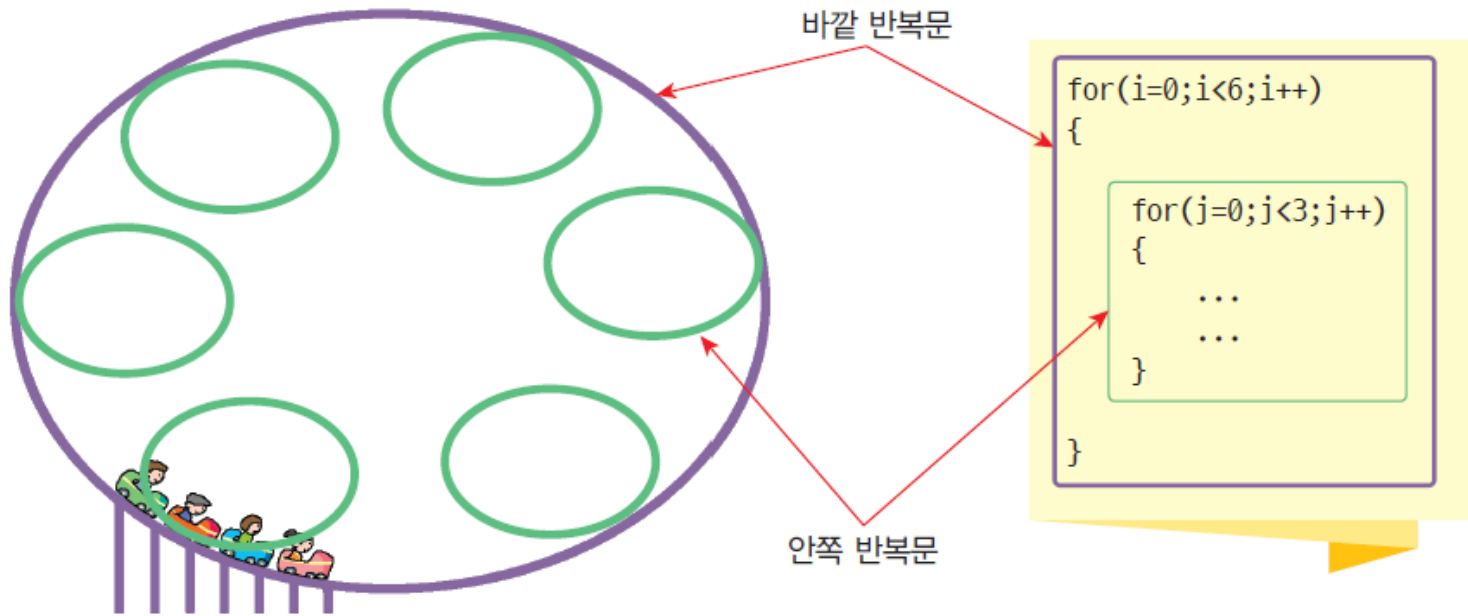 바깥 반복문
for(i=0;i<6;i++)
{
for(j=0;j<3;j++)
{
...
...
}
}
안쪽 반복문